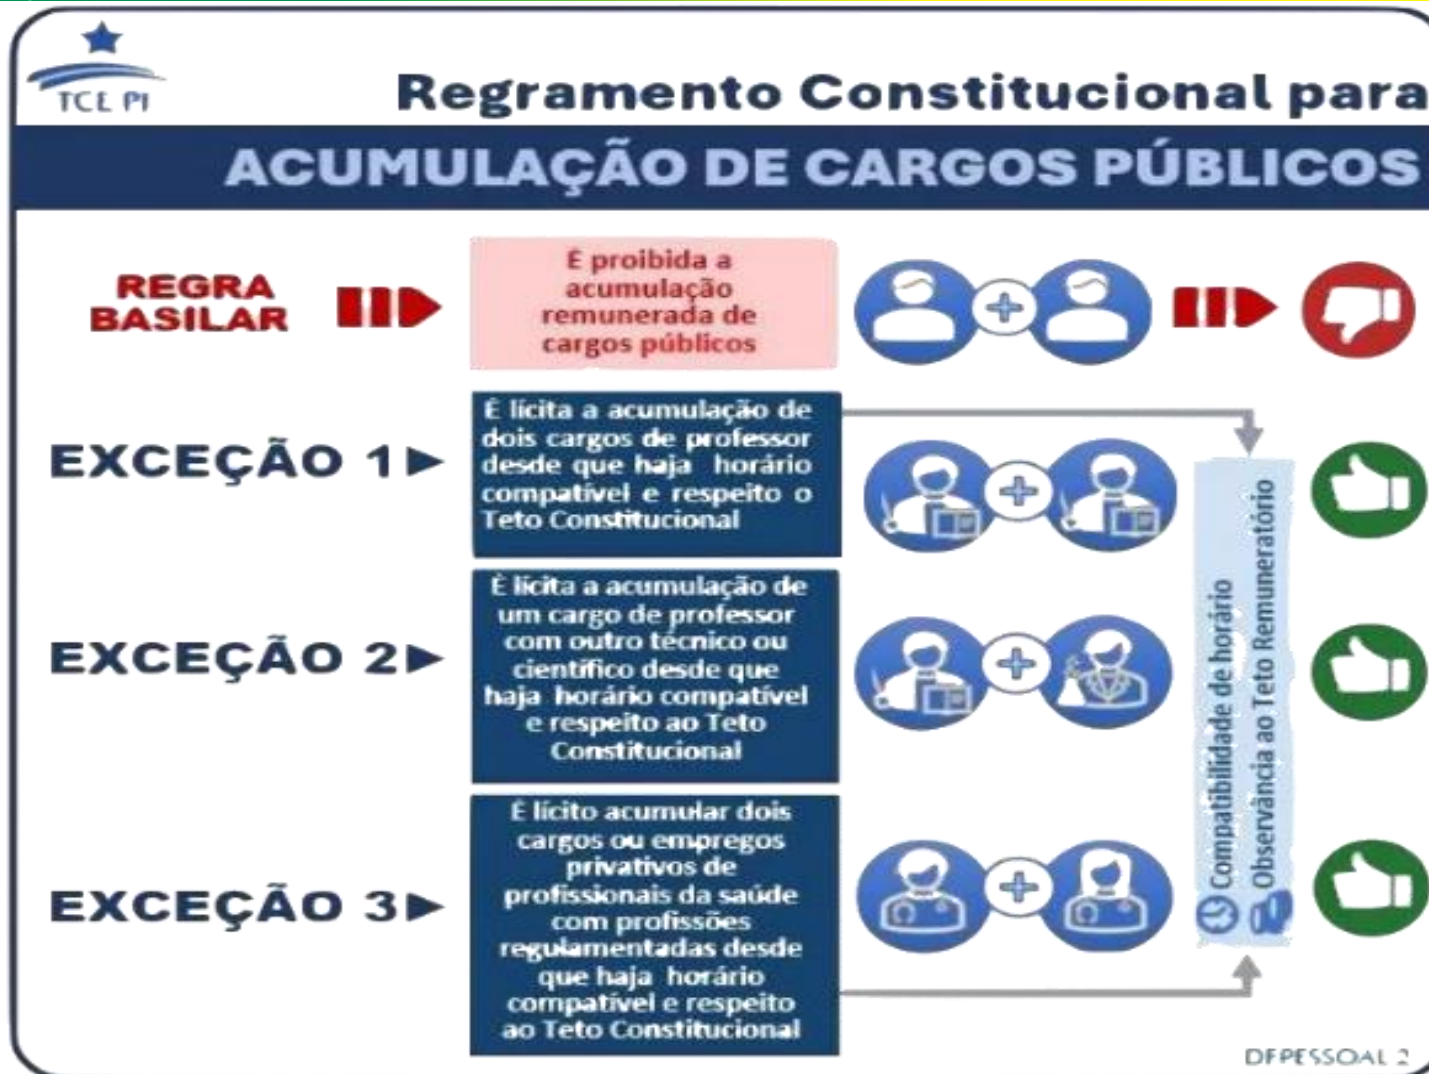 TCE PI
Regramento Constitucional para
ACUMULAÇÃO DE CARGOS PÚBLICOS
REGRA
BASILAR
É proibida a
acumulação
remunerada de
cargos públicos
EXCEÇÃO 1
É lícita a acumulação de
dois cargos de professor
desde que haja horário
compatível e respeito o
Teto Constitucional
EXCEÇÃO 2
É lícita a acumulação de
um cargo de professor
com outro técnico ou
científico desde que
haja horário compatível
e respeito ao Teto
Constitucional
EXCEÇÃO 3
É lícito acumular dois
cargos ou empregos
privativos de
profissionais da saúde
com profissões
regulamentadas desde
que haja horário
compatível e respeito
ao Teto Constitucional
Compatibilidade de horário
Observância ao Teto Remuneratório
DFPESSOAL 2